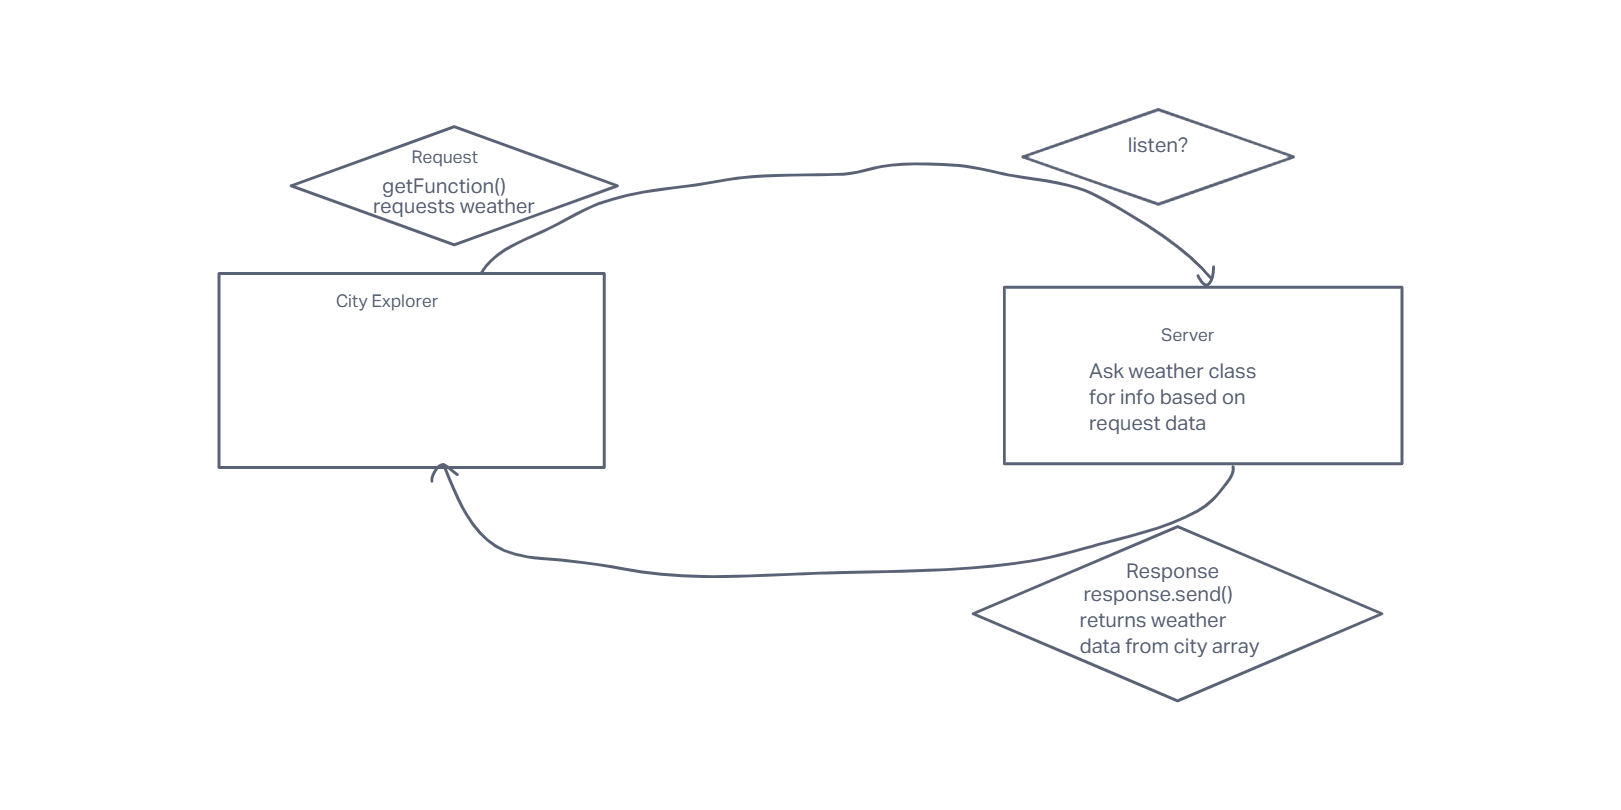 Request
getFunction()
requests weather
listen?
City Explorer
Server
Ask weather class
for info based on
request data
Response
response.send()
returns weather
data from city array